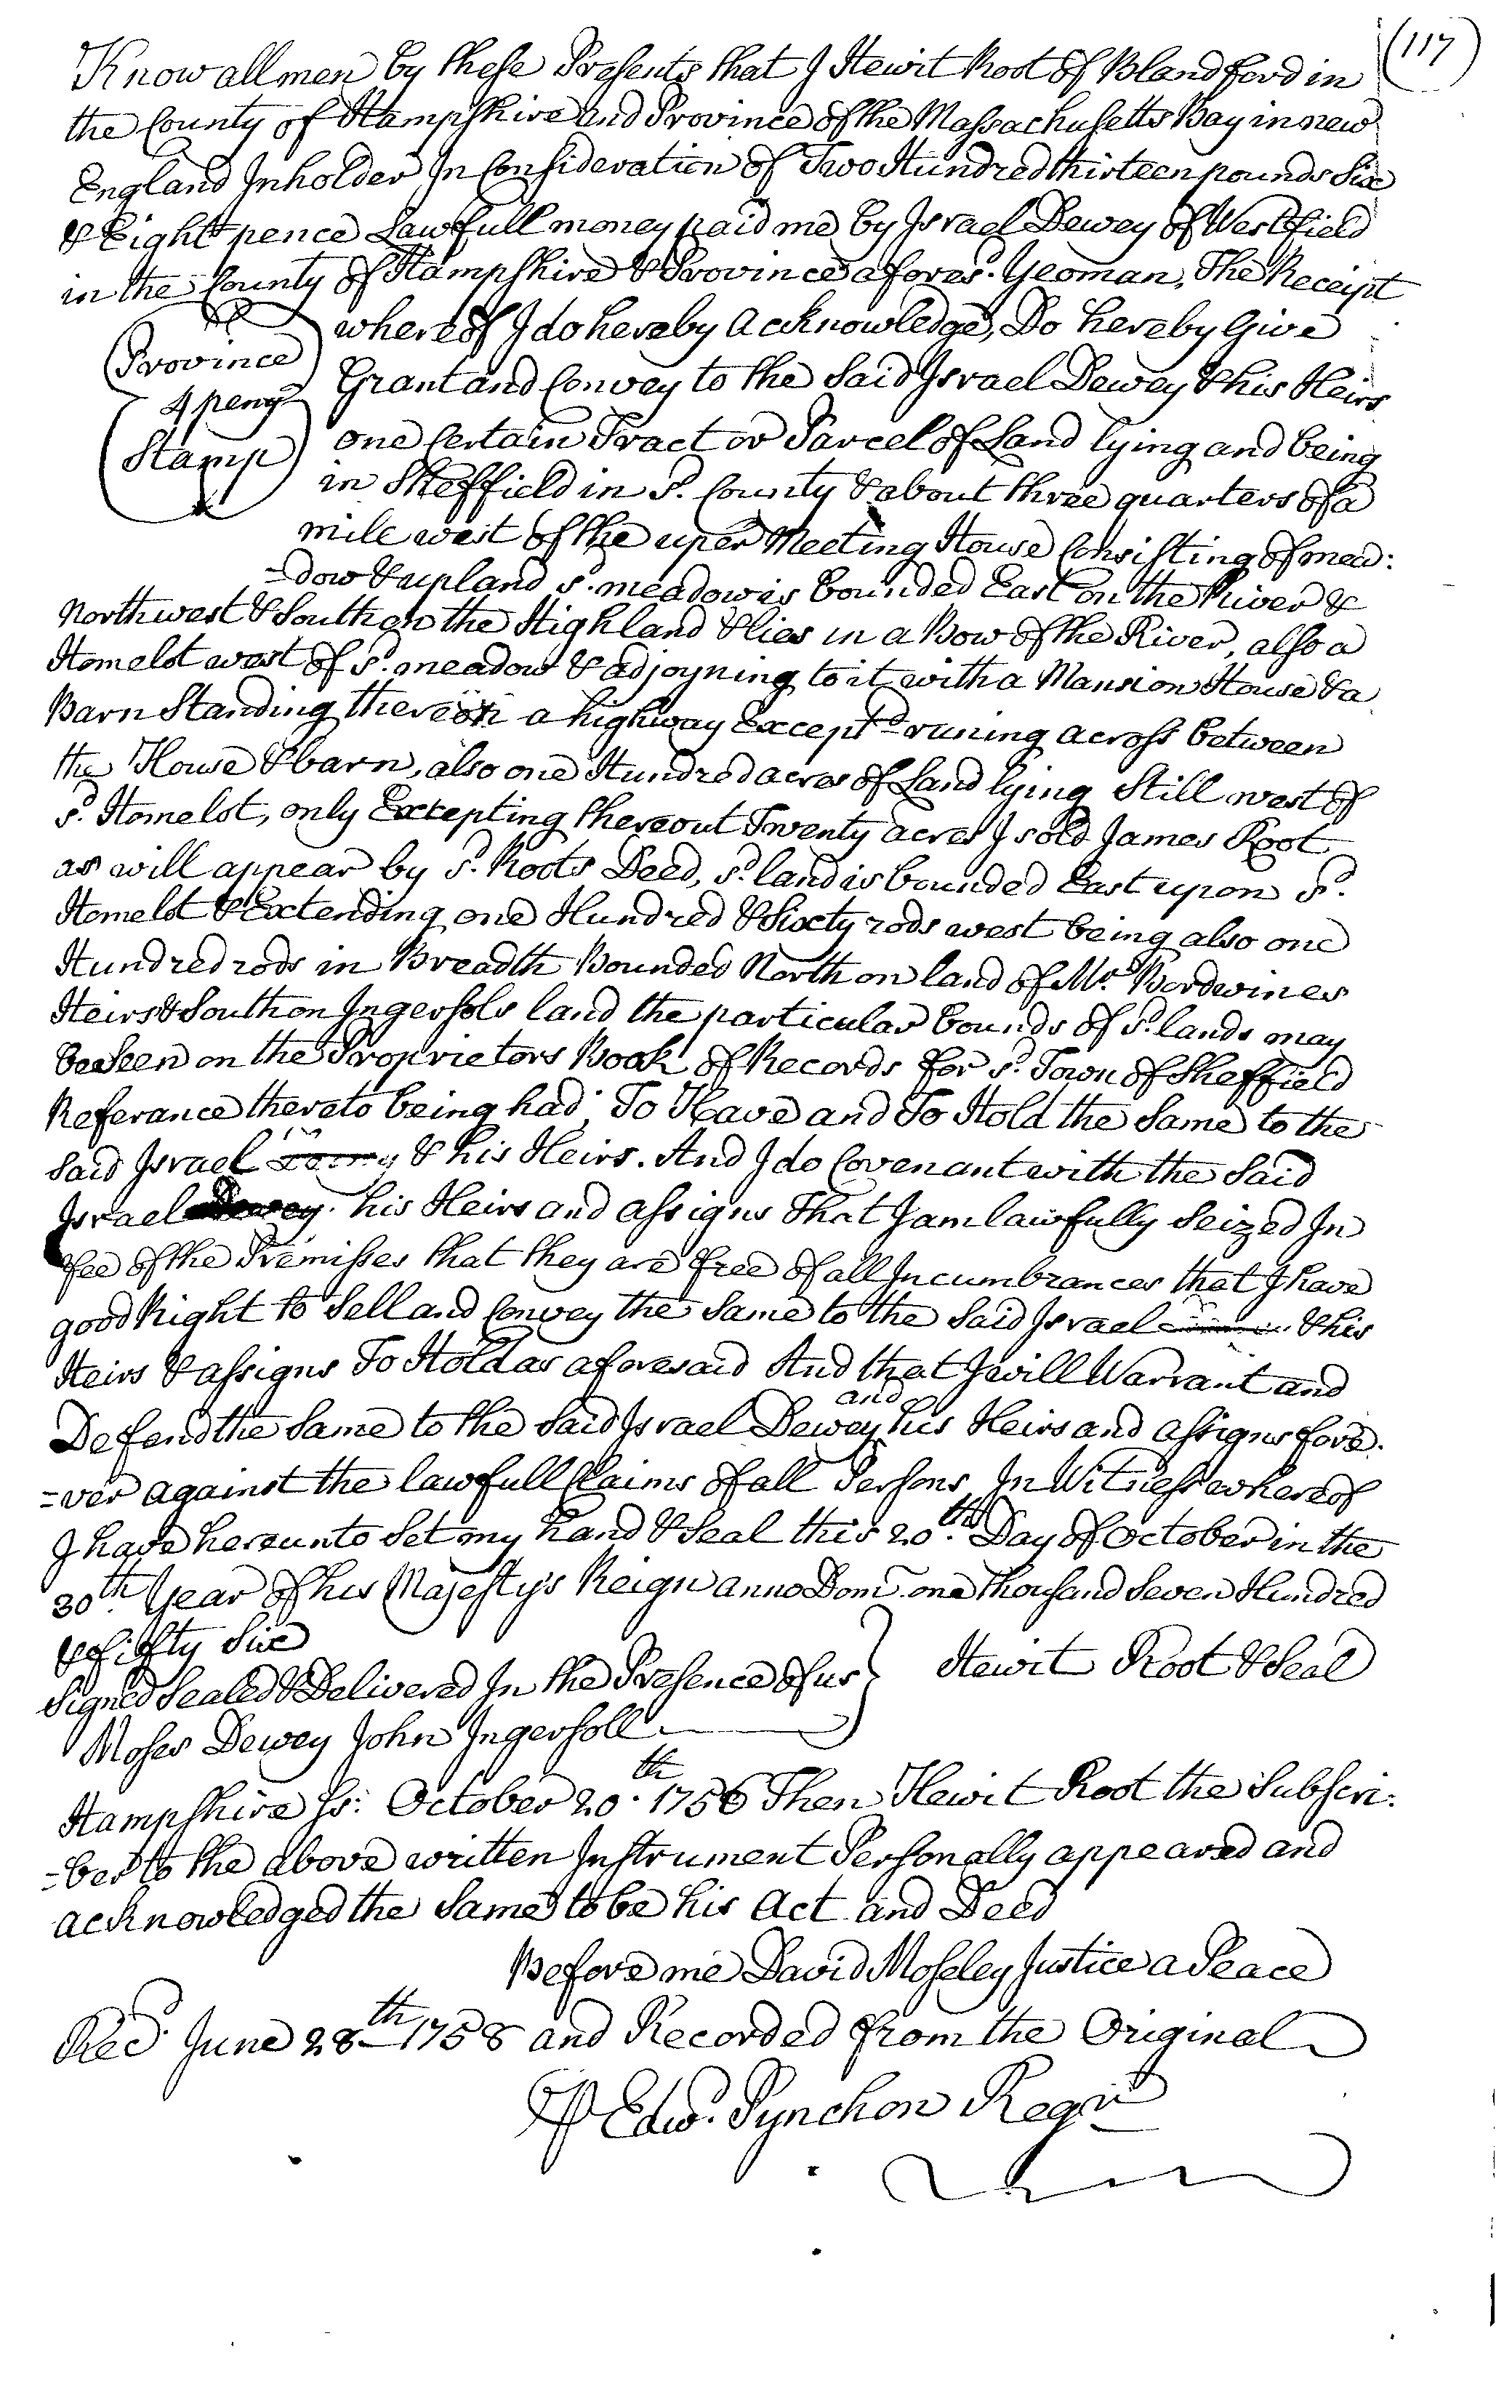 (117)
Know all men by these Presents that I Hewit Root of Blandford in
the County of Hampshire and Province of the Massachusetts Bay in new
England Inholder In Consideration of Two Hundred thirteen pounds Six
& Eight pence Lawfull money paid me by Israel Dewey of Westfield
in the County of Hampshire & Province afores.d Yeoman, The Receipt
whereof I do hereby acknowledge, Do hereby Give
Province
4 peny
Stamp
Grant and Convey to the Said Israel Dewey & his Heirs
one Certain Tract or Parcel of Land lying and being
in Sheffield in s.d County & about three quarters of a
mile west of the uper Meeting House Consisting of mea:
=dow & upland s.d meadow is bounded East on the River &
North west & South on the Highland & lies in a Bow of the River, also a
Homelot west of s.d meadow & adjoyning to it with a Mansion House & a
Barn Standing thereon a highway Except.d runing across between
the House & barn, also one Hundred acres of Land lying Still west of
s.d Homelot, only Excepting thereout Twenty acres I sold James Root
as will appear by s.d Roots Deed, s.d land is bounded East upon s.d
Homelot & Extending one Hundred & Sixty rods west being also one
Hundred rods in Breadth Bounded North on land of Mr. Bordwines
Heirs & South on Ingersols land the particular bounds of s.d lands may
be Seen on the Proprietors Book of Records for s.d Town of Sheffield
Referance thereto being had; To Have and To Hold the Same to the
Said Israel & his Heirs. And I do Covenant with the Said
Israel Dewey his Heirs and assigns That I am lawfully Seized In
fee of the Premisses that they are free of all Incumbrances that I have
good Right to Sell and Convey the Same to the Said Israel & his
Heirs & assigns To Hold as aforesaid And that I will Warrant and
Defend the Same to the Said Israel Dewey and his Heirs and assigns fore:
=ver against the lawfull Claims of all Persons In Witness whereof
I have hereunto Set my hand & Seal this 20.th Day of October in the
30.th Year of his Majesty's Reign anno Dom. one thousand Seven Hundred
& fifty Six
Signed Sealed & Delivered In the Presence of us } Hewit Root & Seal
Moses Dewey John Ingersoll
Hampshire Ss: October 20.th 1756 Then Hewit Root the Subscri:
=ber to the above written Instrument Personally appeared and
acknowledged the Same to be his Act and Deed
Before me David Moseley Justice a Peace
Rec.d June 28th 1758 and Recorded from the Original
P Edw.d Pynchon Reg.r